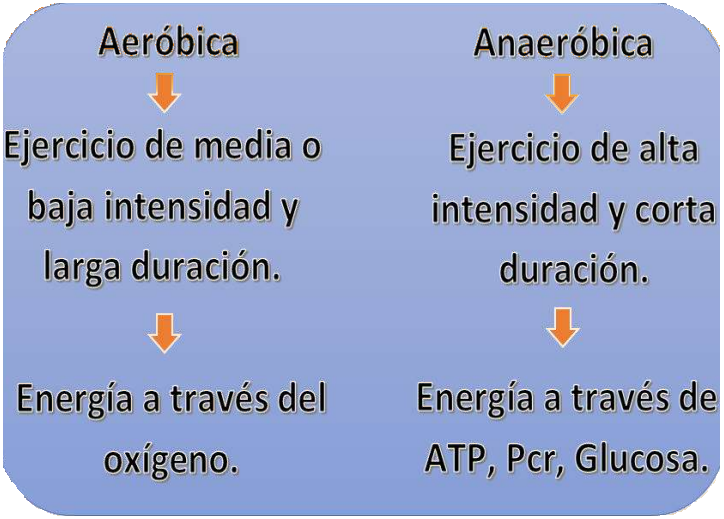 Aeróbica
Ejercicio de media o
baja intensidad y
larga duración.
Energía a través del
oxígeno.
Anaeróbica
Ejercicio de alta
intensidad y corta
duración.
Energía a través de
ATP, Pcr, Glucosa.